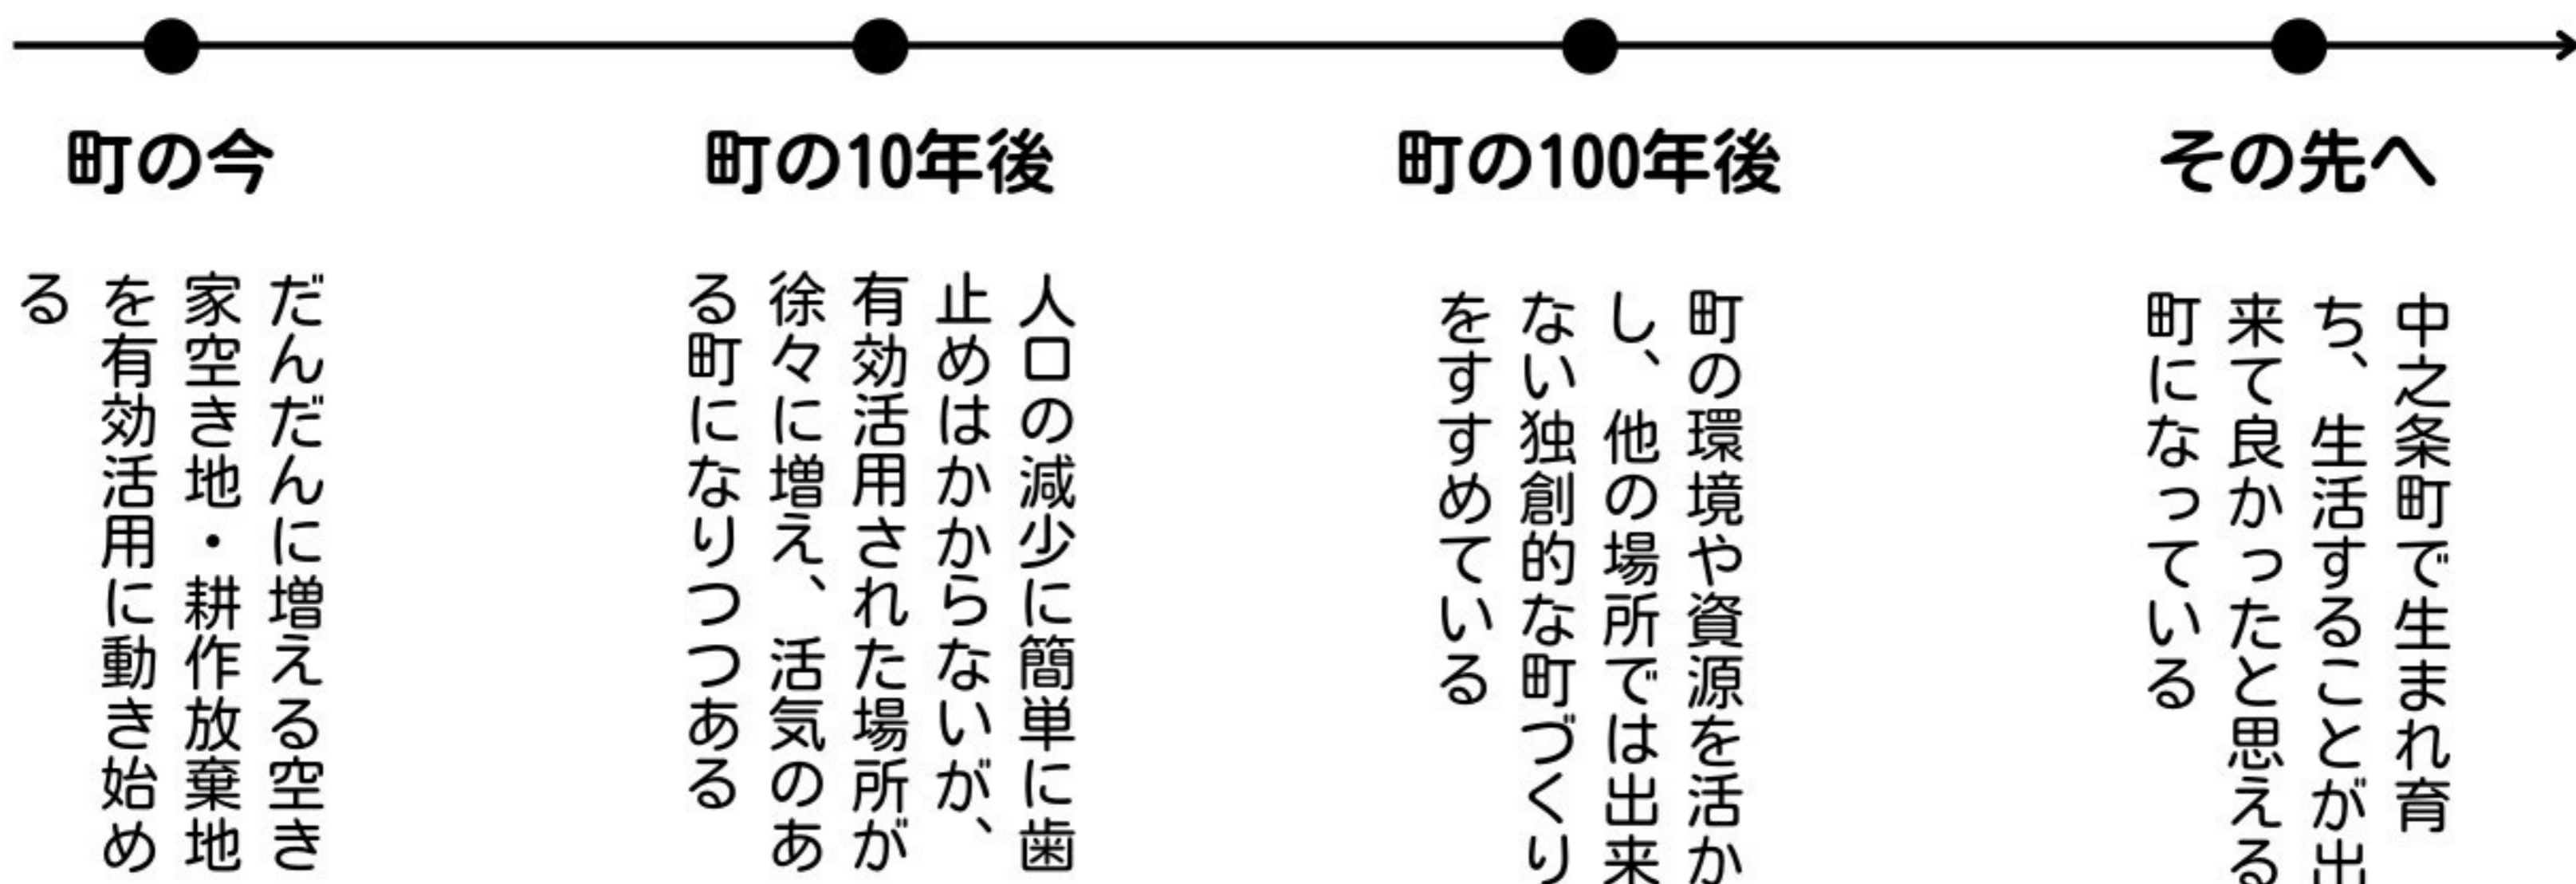 町の今
だんだんに増える空き
家空き地・耕作放棄地
を有効活用に動き始め
る
町の10年後
人口の減少に簡単に歯
止めはかからないが、
有効活用された場所が
徐々に増え、活気のあ
る町になりつつある
町の100年後
町の環境や資源を活か
し、他の場所では出来
ない独創的な町づくり
をすすめている
その先へ
中之条町で生まれ育
ち、生活することが出
来て良かったと思える
町になっている